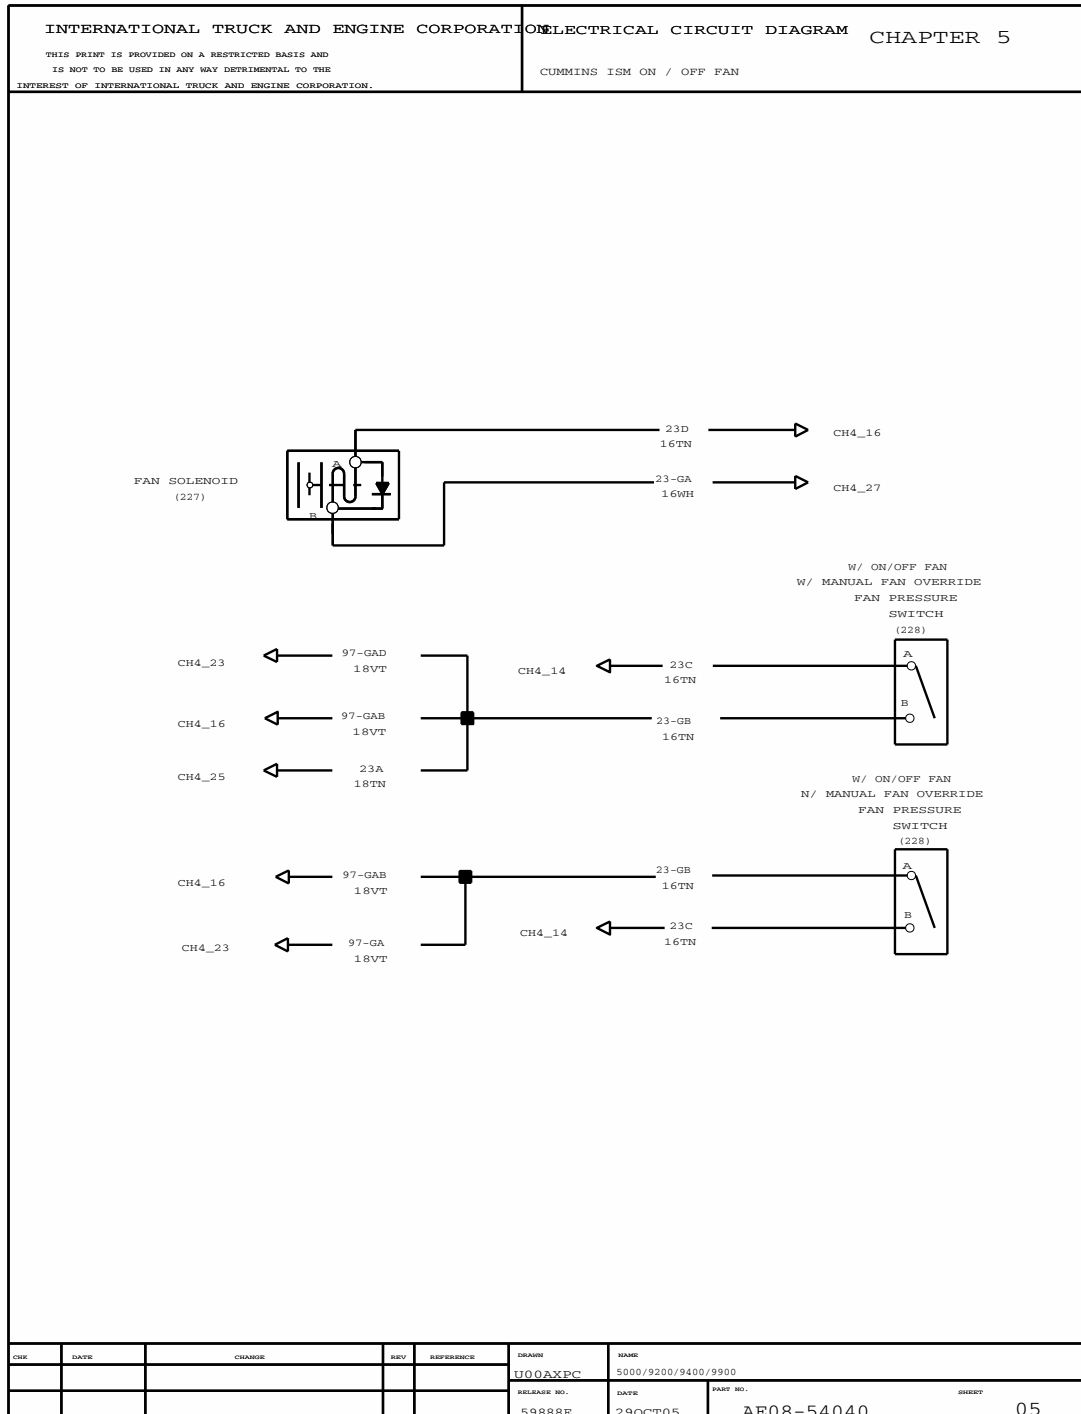 INTERNATIONAL TRUCK AND ENGINE CORPORATION
THIS PRINT IS PROVIDED ON A RESTRICTED BASIS AND
IS NOT TO BE USED IN ANY WAY DETRIMENTAL TO THE
INTEREST OF INTERNATIONAL TRUCK AND ENGINE CORPORATION.
ELECTRICAL CIRCUIT DIAGRAM
CHAPTER 5
CUMMINS ISM ON / OFF FAN
23D
16TN
CH4_16
FAN SOLENOID
(227)
A
B
23-GA
16WH
CH4_27
W/ ON/OFF FAN
W/ MANUAL FAN OVERRIDE
FAN PRESSURE
SWITCH
(228)
CH4_23
97-GAD
18VT
CH4_14
23C
16TN
A
CH4_16
97-GAB
18VT
23-GB
16TN
B
CH4_25
23A
18TN
W/ ON/OFF FAN
N/ MANUAL FAN OVERRIDE
FAN PRESSURE
SWITCH
(228)
CH4_16
97-GAB
18VT
23-GB
16TN
A
CH4_23
97-GA
18VT
CH4_14
23C
16TN
B
CHK
DATE
CHANGE
REV
REFERENCE
DRAWN
U00AXPC
NAME
5000/9200/9400/9900
RELEASE NO.
59888F
DATE
29OCT05
PART NO.
AE08-54040
SHEET
05